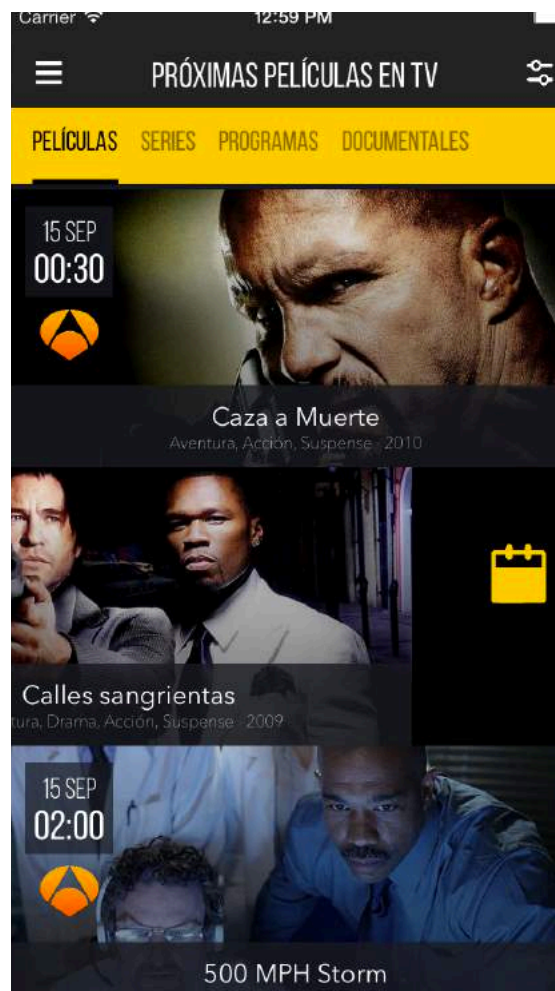 Carrier 12:59 PM
PRÓXIMAS PELÍCULAS EN TV
PELÍCULAS SERIES PROGRAMAS DOCUMENTALES
15 SEP
00:30
Caza a Muerte
Aventura, Acción, Suspense · 2010
Calles sangrientas
tura, Drama, Acción, Suspense · 2009
15 SEP
02:00
500 MPH Storm